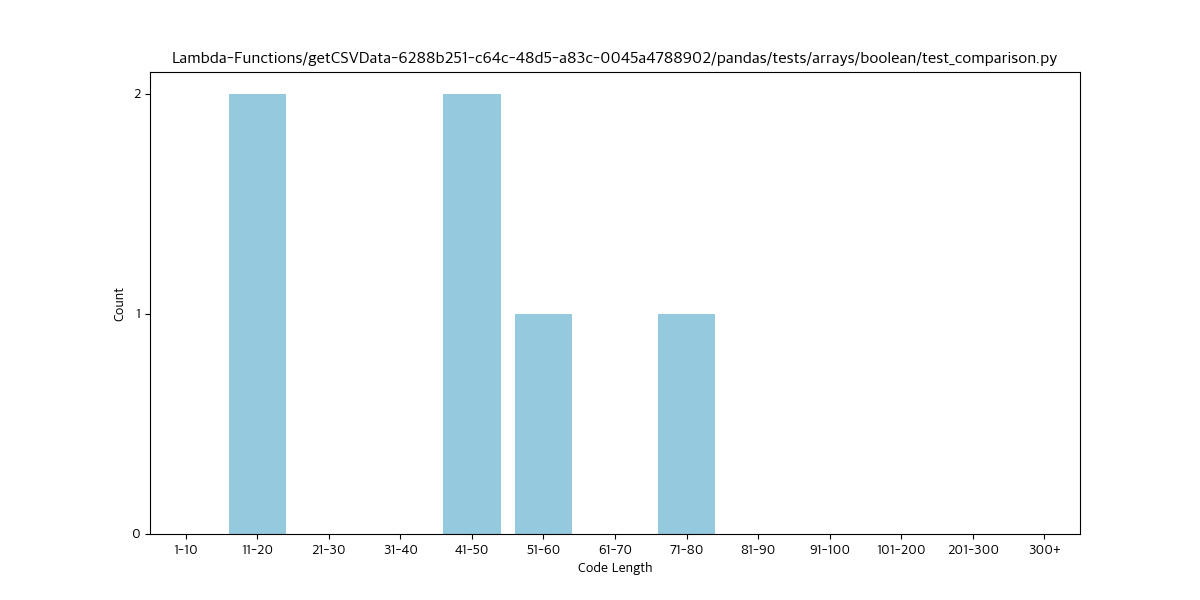 Lambda-Functions/getCSVData-6288b251-c64c-48d5-a83c-0045a4788902/pandas/tests/arrays/boolean/test_comparison.py
2
1
0
Count
1-10 11-20 21-30 31-40 41-50 51-60 61-70 71-80 81-90 91-100 101-200 201-300 300+
Code Length